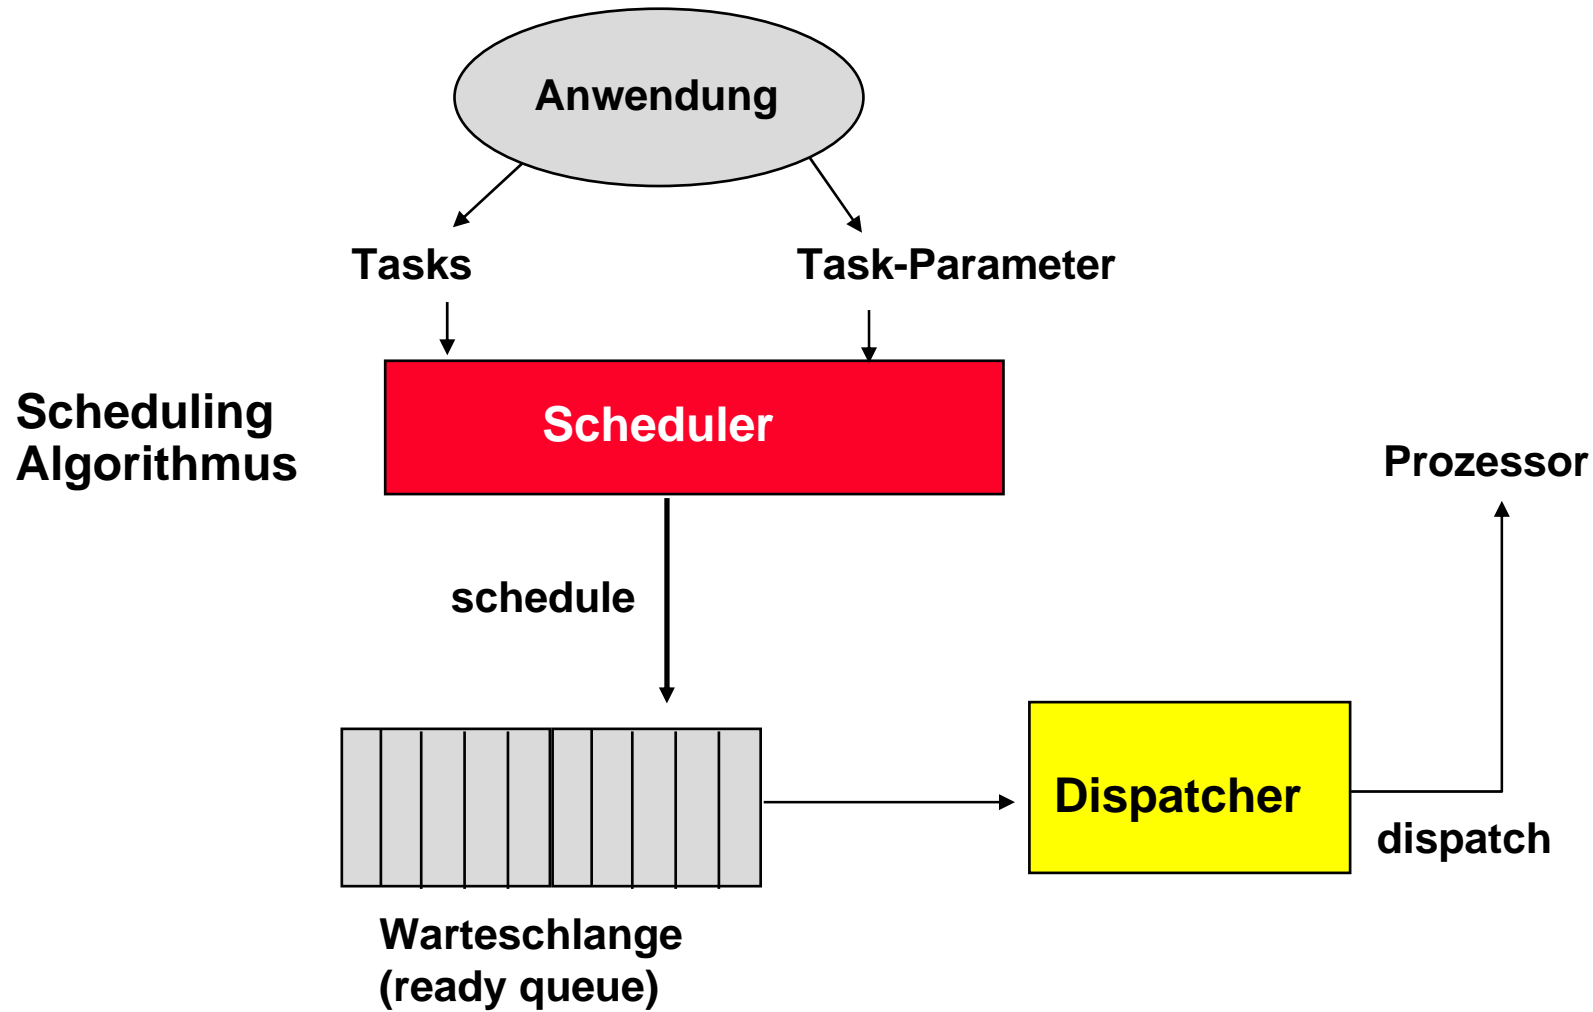 Anwendung
Tasks
Task-Parameter
Scheduling
Algorithmus
Scheduler
Prozessor
schedule
Dispatcher
dispatch
Warteschlange
(ready queue)